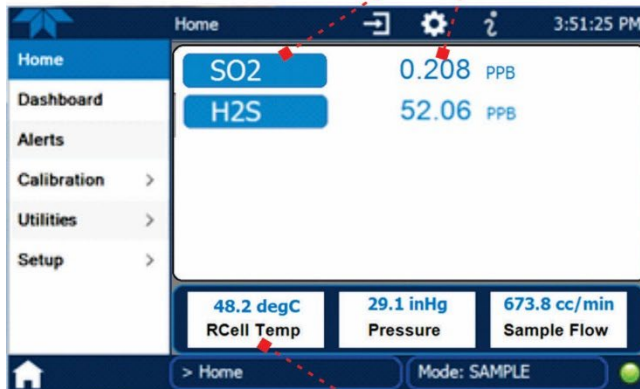 Home
3:51:25 PM
Home
Dashboard
Alerts
Calibration >
Utilities >
Setup >
SO2 0.208 PPB
H2S 52.06 PPB
48.2 degC
RCell Temp
29.1 inHg
Pressure
673.8 cc/min
Sample Flow
> Home
Mode: SAMPLE